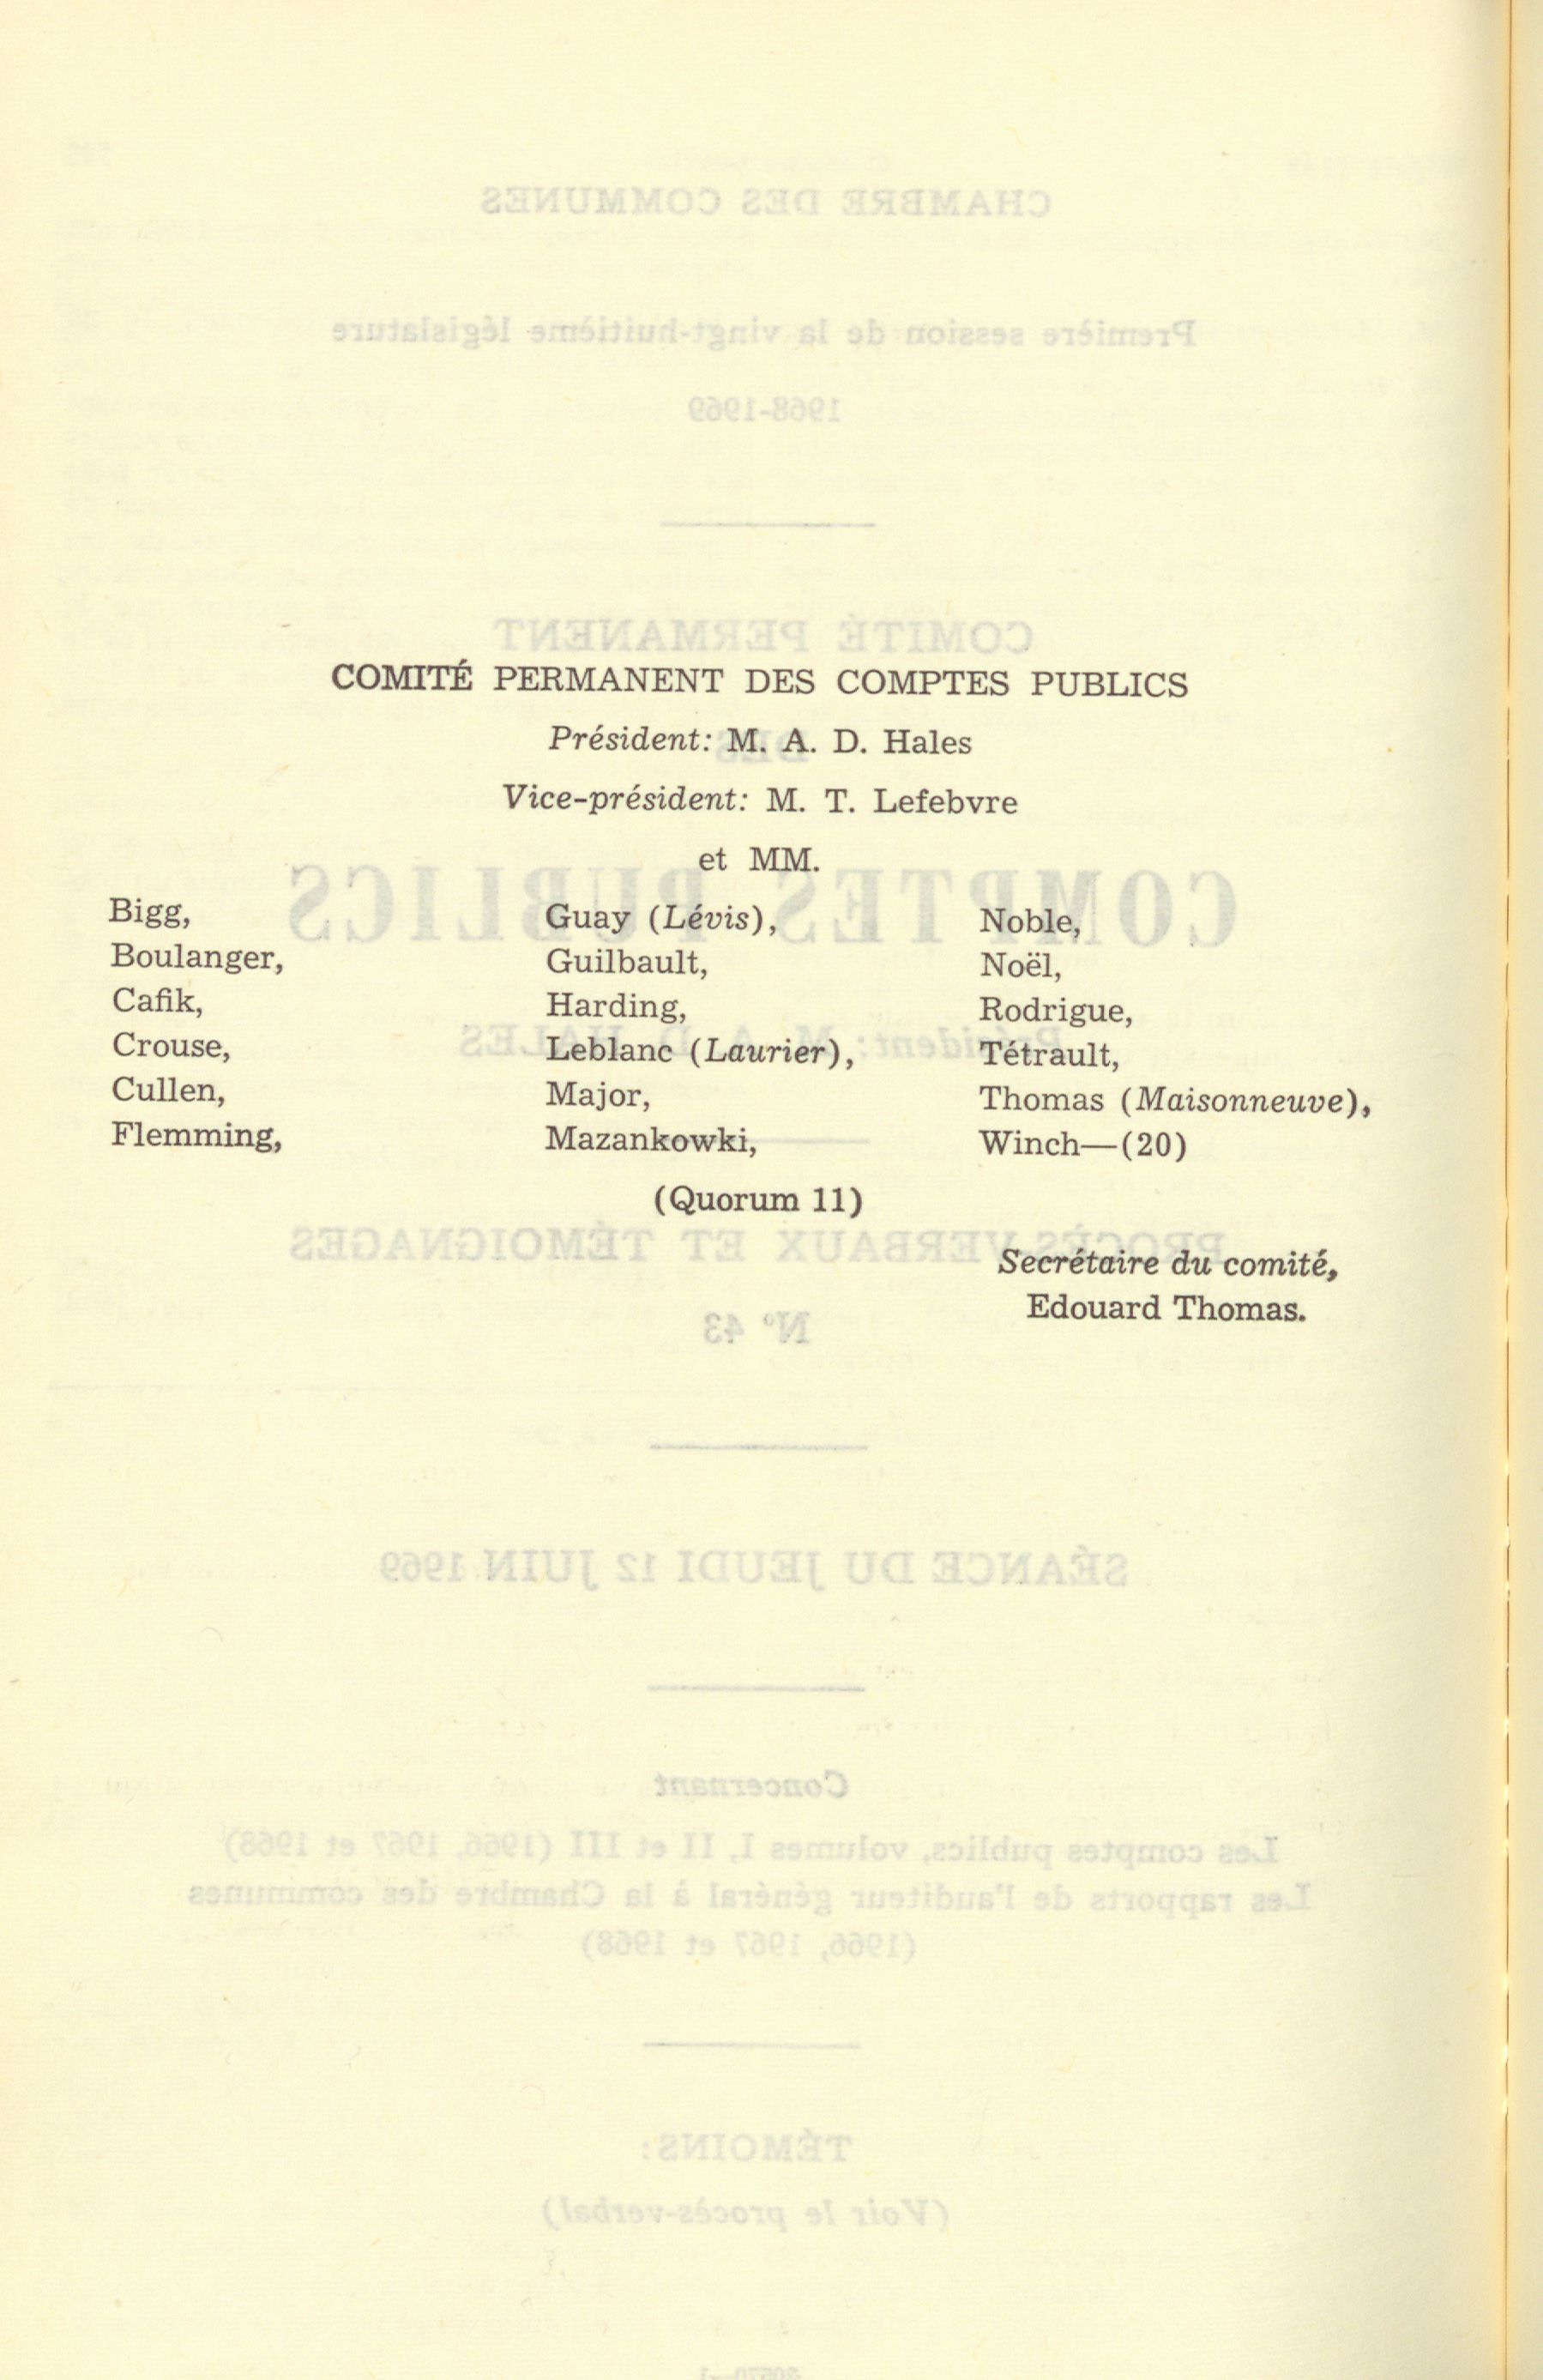 COMITÉ PERMANENT DES COMPTES PUBLICS
Président: M. A. D. Hales
Vice-président: M. T. Lefebvre
et MM.
Bigg,
Boulanger,
Cafik,
Crouse,
Cullen,
Flemming,
Guay (Lévis),
Guilbault,
Harding,
Leblanc (Laurier),
Major,
Mazankowki,
Noble,
Noël,
Rodrigue,
Tétrault,
Thomas (Maisonneuve),
Winch—(20)
(Quorum 11)
Secrétaire du comité,
Edouard Thomas.